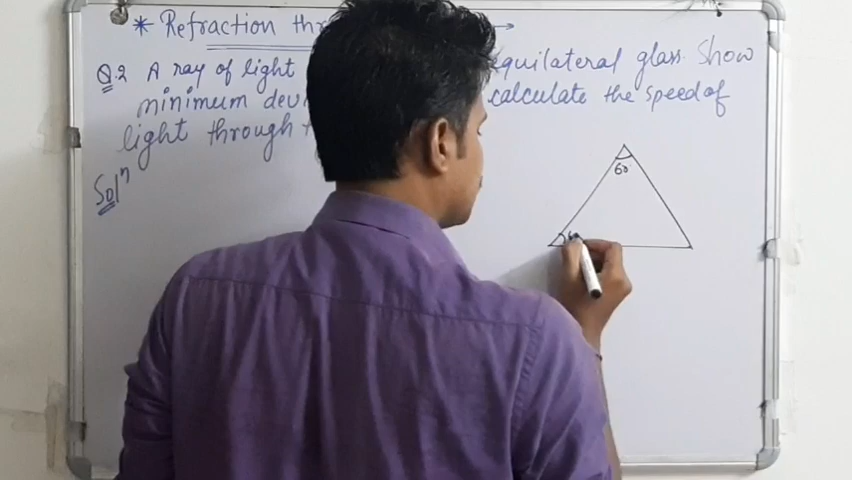 * Refraction thr
Q.2 A ray of light equilateral glass Show
minimum dev calculate the speed of
light through
Solⁿ
60°